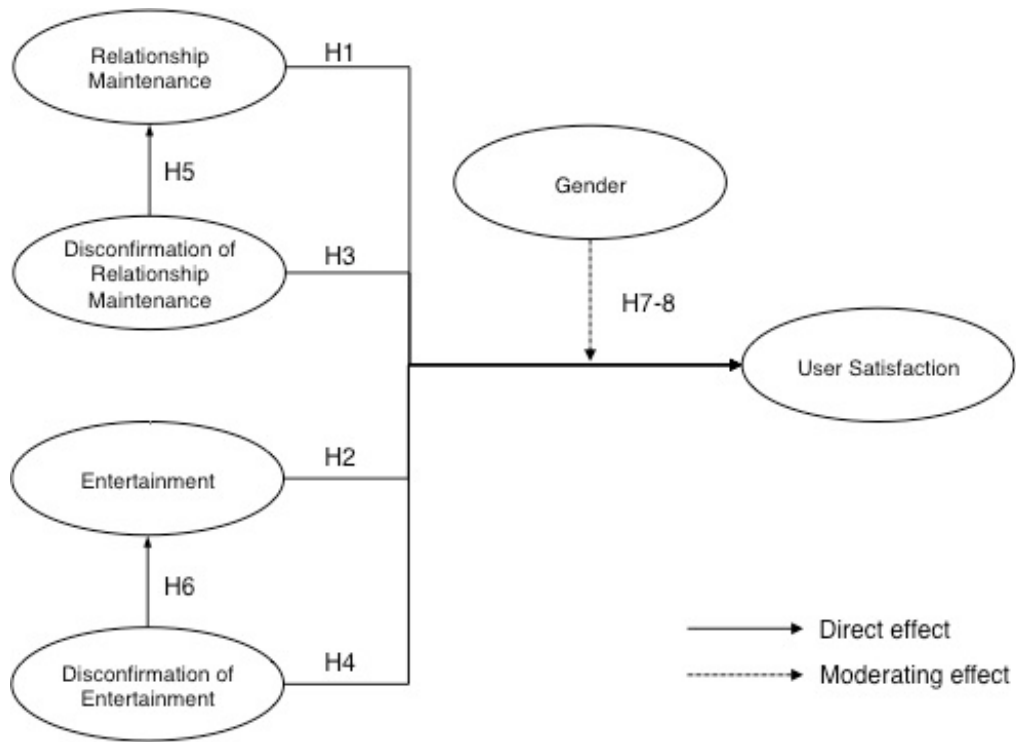 Relationship
Maintenance
H1
H5
Gender
Disconfirmation of
Relationship
Maintenance
H3
H7-8
User Satisfaction
Entertainment
H2
H6
Disconfirmation of
Entertainment
H4
Direct effect
Moderating effect